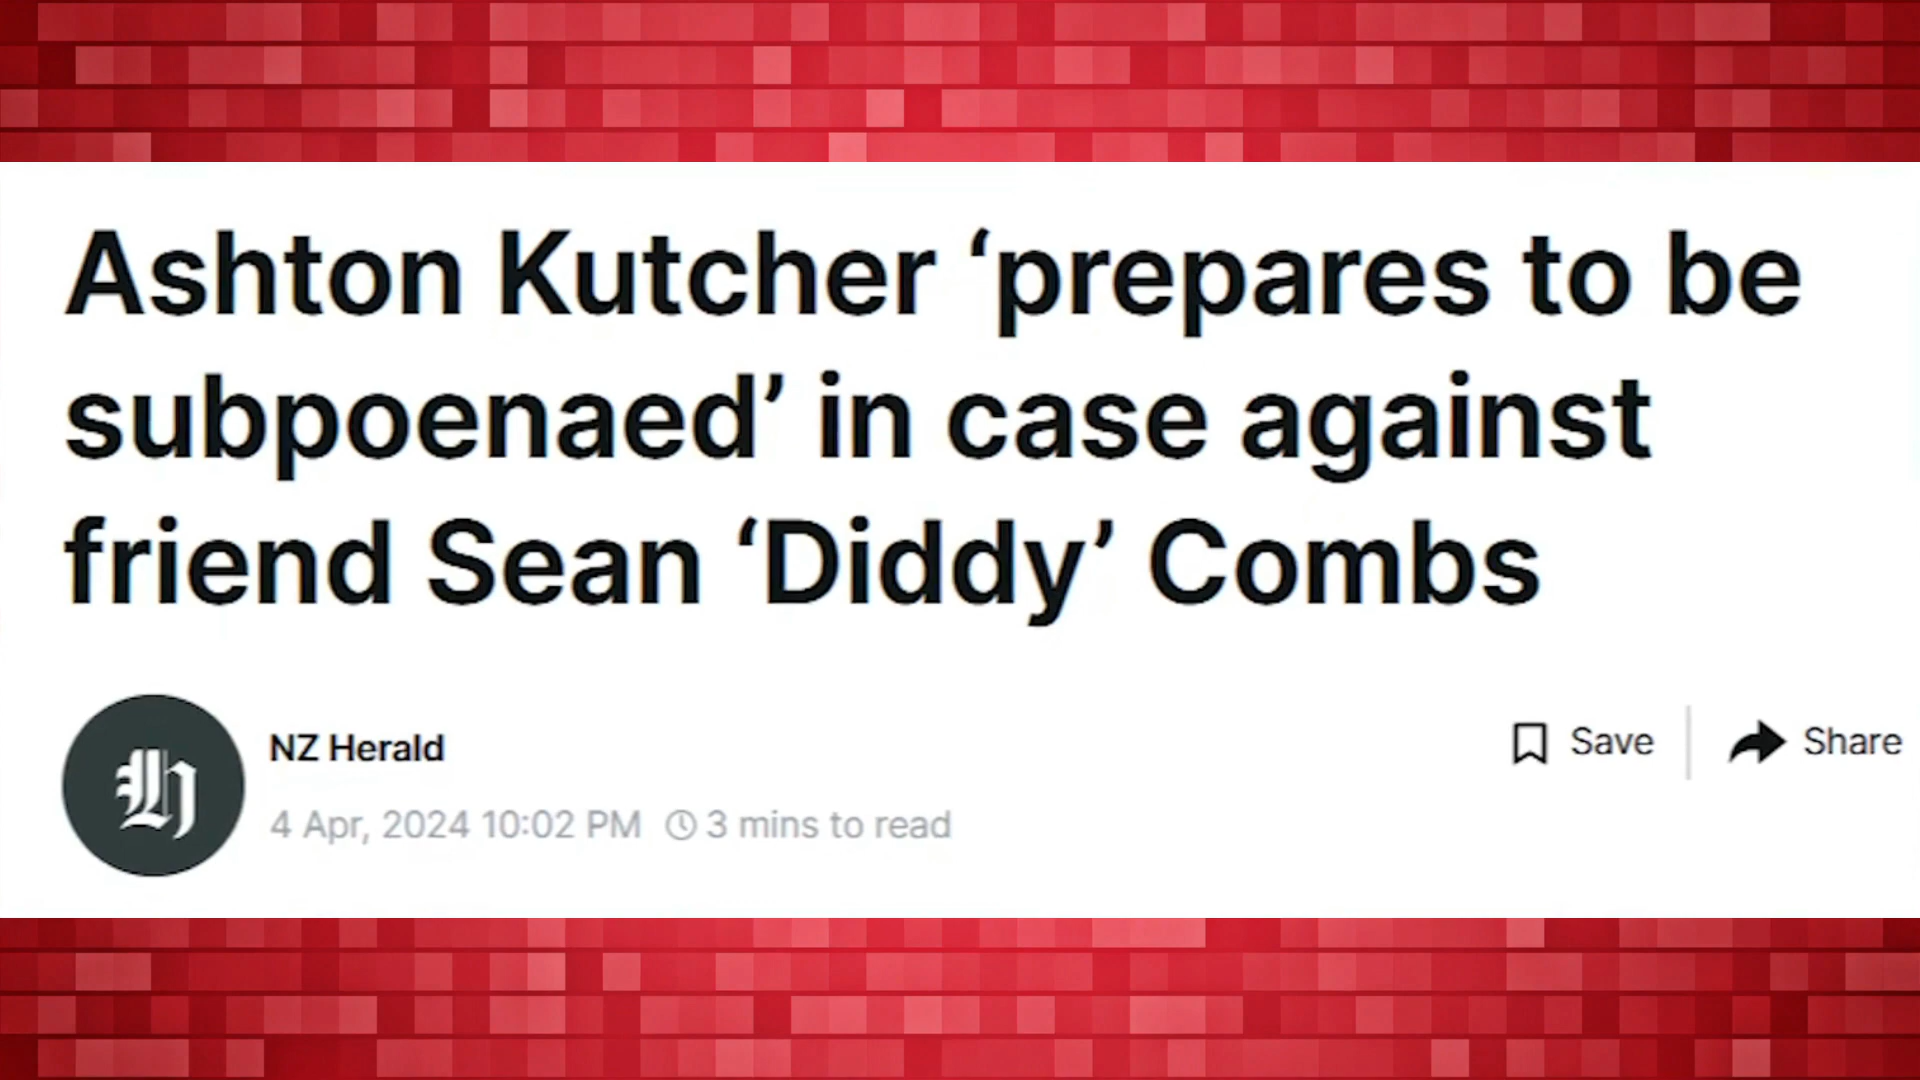 Ashton Kutcher ‘prepares to be
subpoenaed’ in case against
friend Sean ‘Diddy’ Combs
NZ Herald
4 Apr, 2024 10:02 PM 3 mins to read
Save
Share